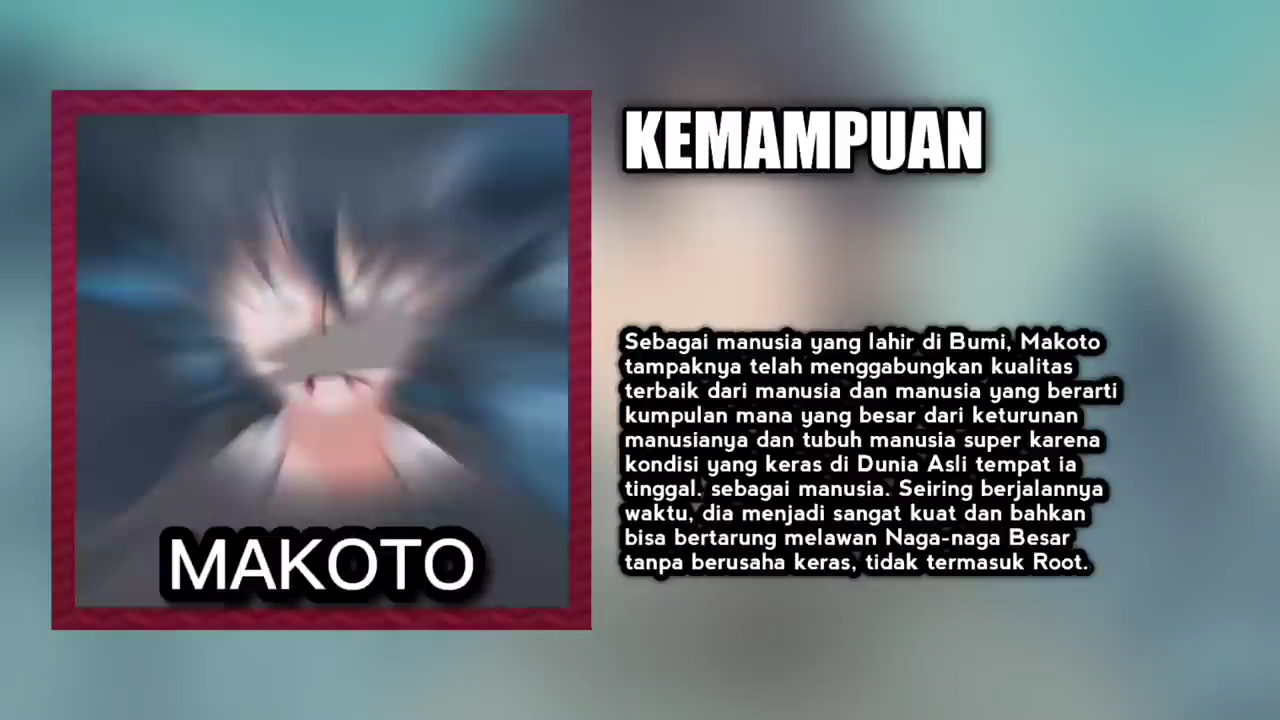 KEMAMPUAN
Sebagai manusia yang lahir di Bumi, Makoto
tampaknya telah menggabungkan kualitas
terbaik dari manusia dan manusia yang berarti
kumpulan mana yang besar dari keturunan
manusianya dan tubuh manusia super karena
kondisi yang keras di Dunia Asli tempat ia
tinggal. sebagai manusia. Seiring berjalannya
waktu, dia menjadi sangat kuat dan bahkan
bisa bertarung melawan Naga-naga Besar
tanpa berusaha keras, tidak termasuk Root.
MAKOTO